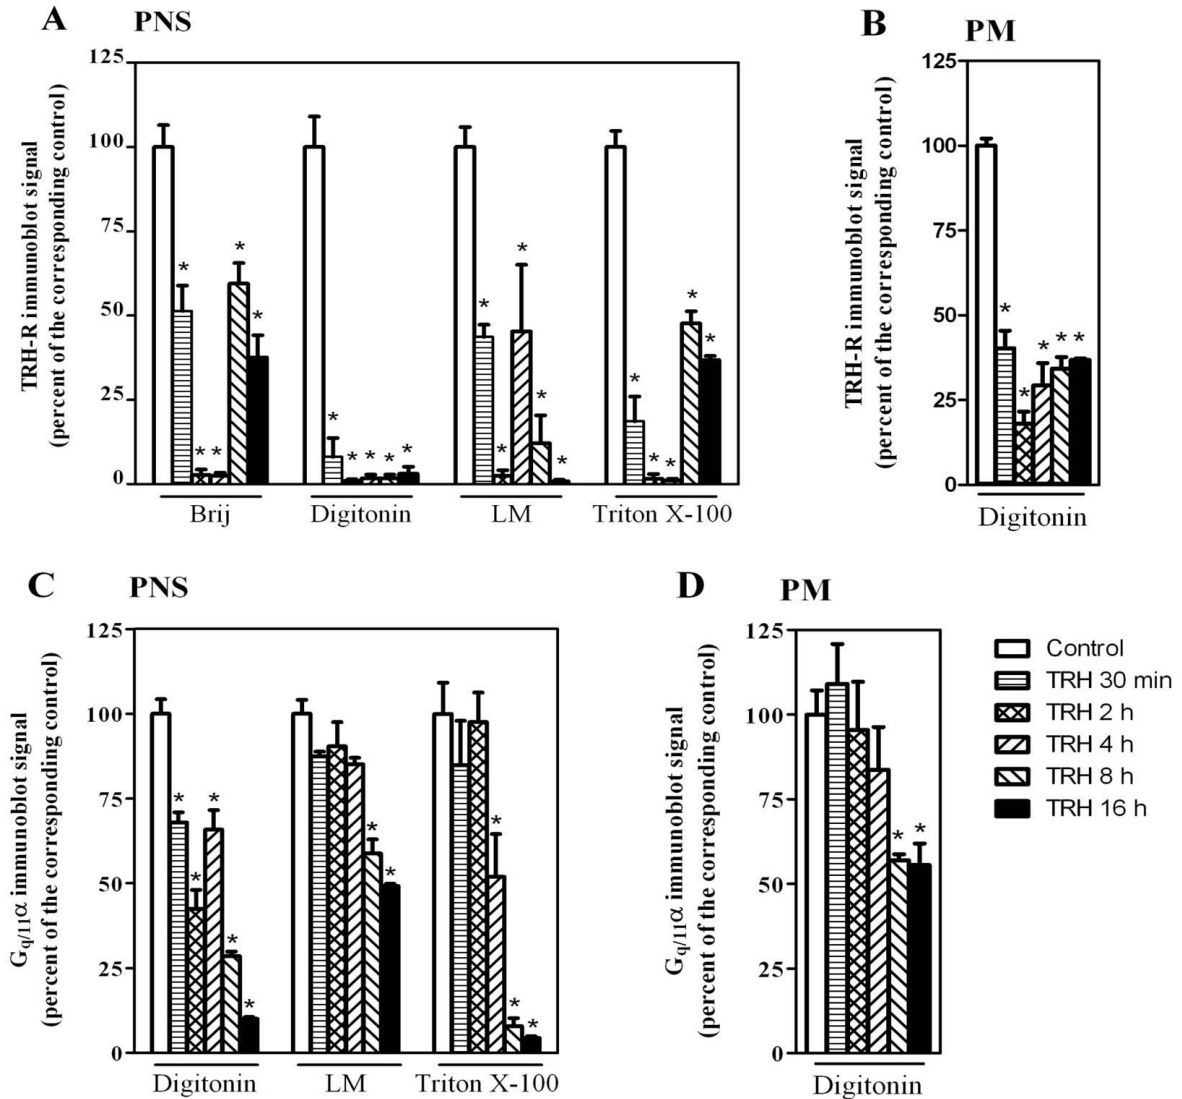 A PNS
TRH-R immunoblot signal
(percent of the corresponding control)
125
100
75
50
25
0
* * * * *
* * * * *
* * * * *
* * * * *
Brij Digitonin LM Triton X-100
B PM
TRH-R immunoblot signal
(percent of the corresponding control)
125
100
75
50
25
0
* * * * *
Digitonin
C PNS
Gq/11α immunoblot signal
(percent of the corresponding control)
125
100
75
50
25
0
* * * * *
* *
* * *
Digitonin LM Triton X-100
D PM
Gq/11α immunoblot signal
(percent of the corresponding control)
125
100
75
50
25
0
* *
Digitonin
Control
TRH 30 min
TRH 2 h
TRH 4 h
TRH 8 h
TRH 16 h